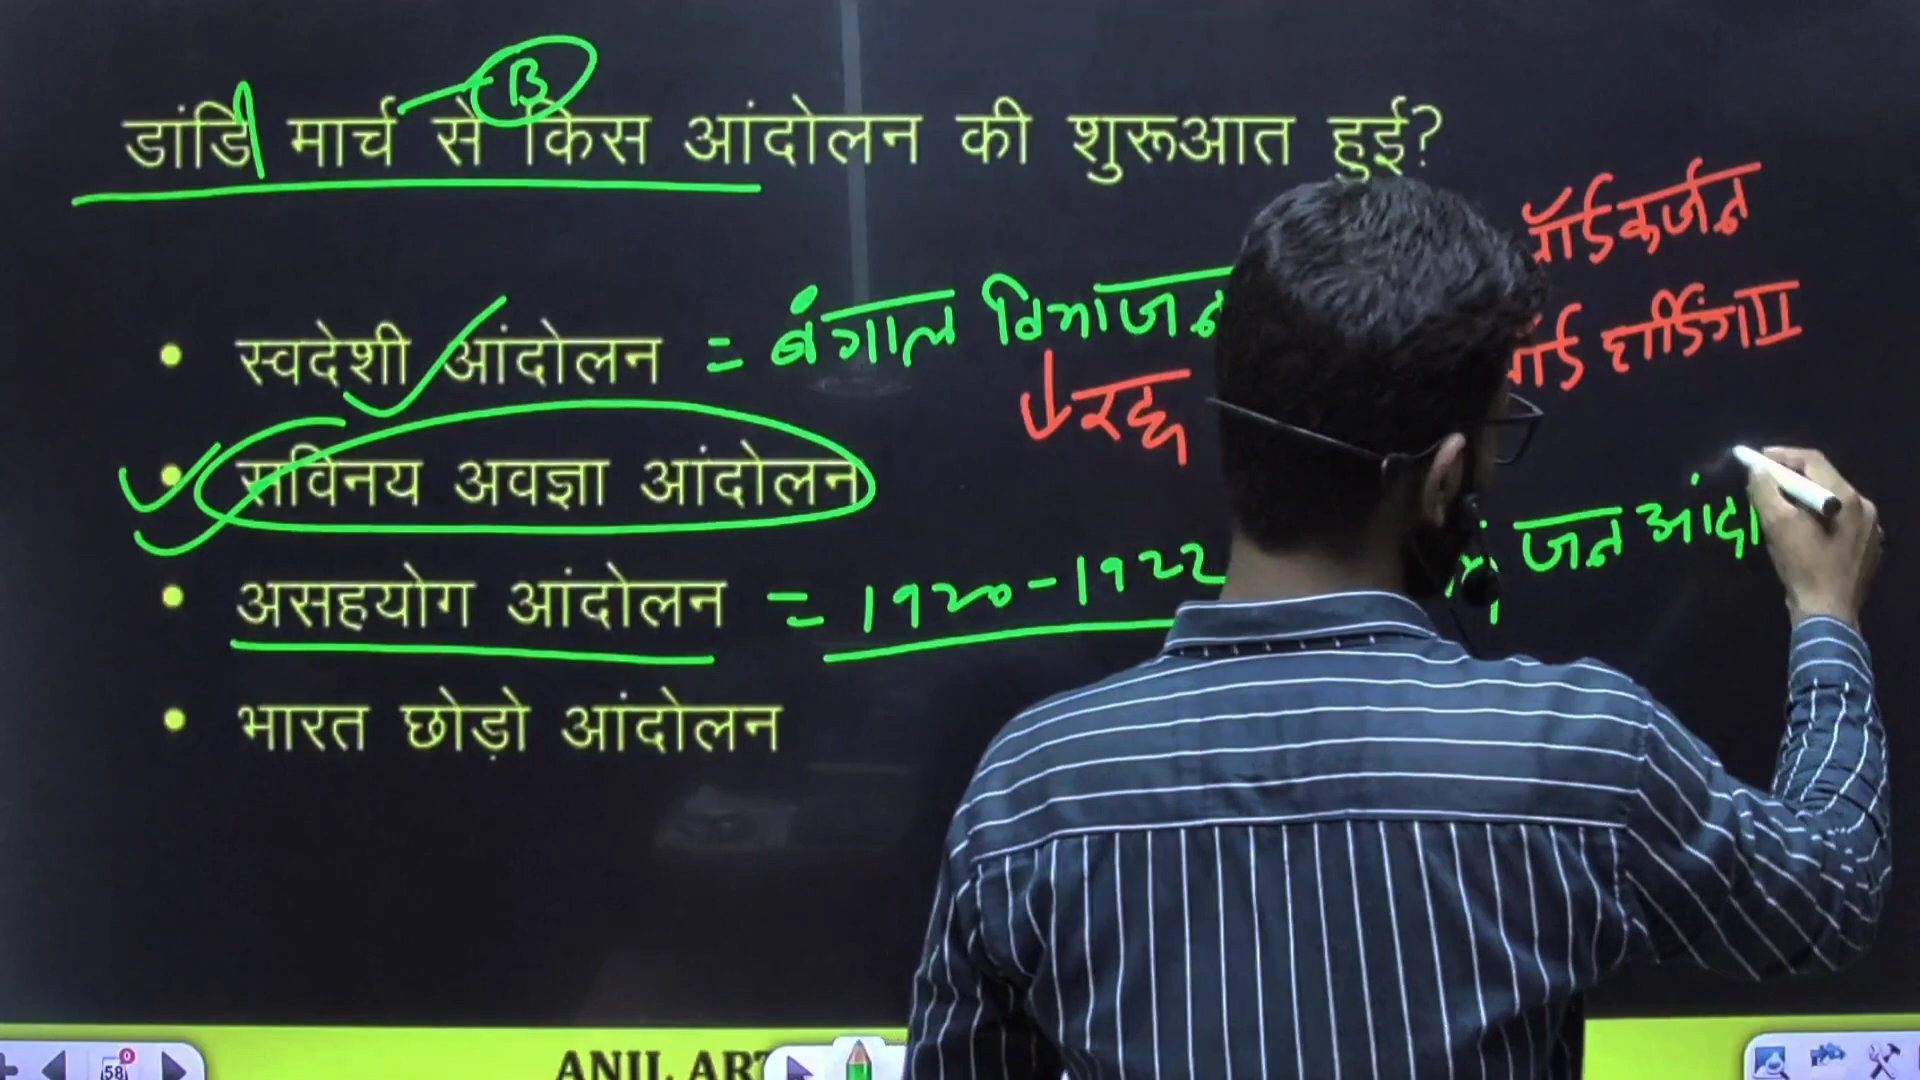 B
डांडी मार्च से किस आंदोलन की शुरूआत हुई?
स्वदेशी आंदोलन = बंगाल विभाजन
रद्द
कर्जन
हार्डिंग II
सविनय अवज्ञा आंदोलन
असहयोग आंदोलन = 1920-1922
जन आंदो
भारत छोड़ो आंदोलन
58
0
ANIL